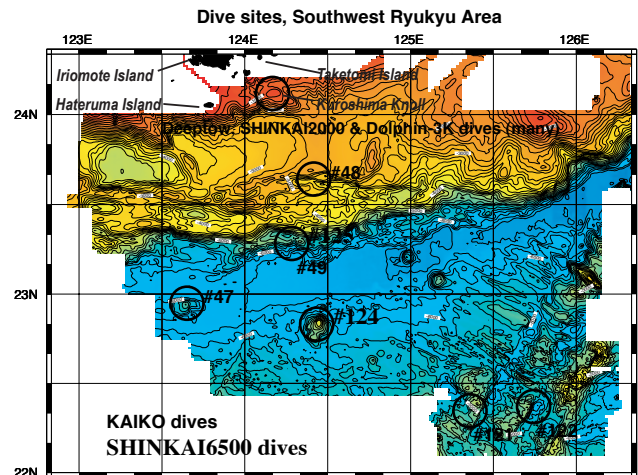 Dive sites, Southwest Ryukyu Area
123E 124E 125E 126E
Iriomote Island
Taketomi Island
Hateruma Island
Kuroshima Knoll
24N
Deeptow, SHINKAI2000 & Dolphin-3K dives (many)
#48
#49
23N
#47
#124
KAIKO dives
SHINKAI6500 dives
22N